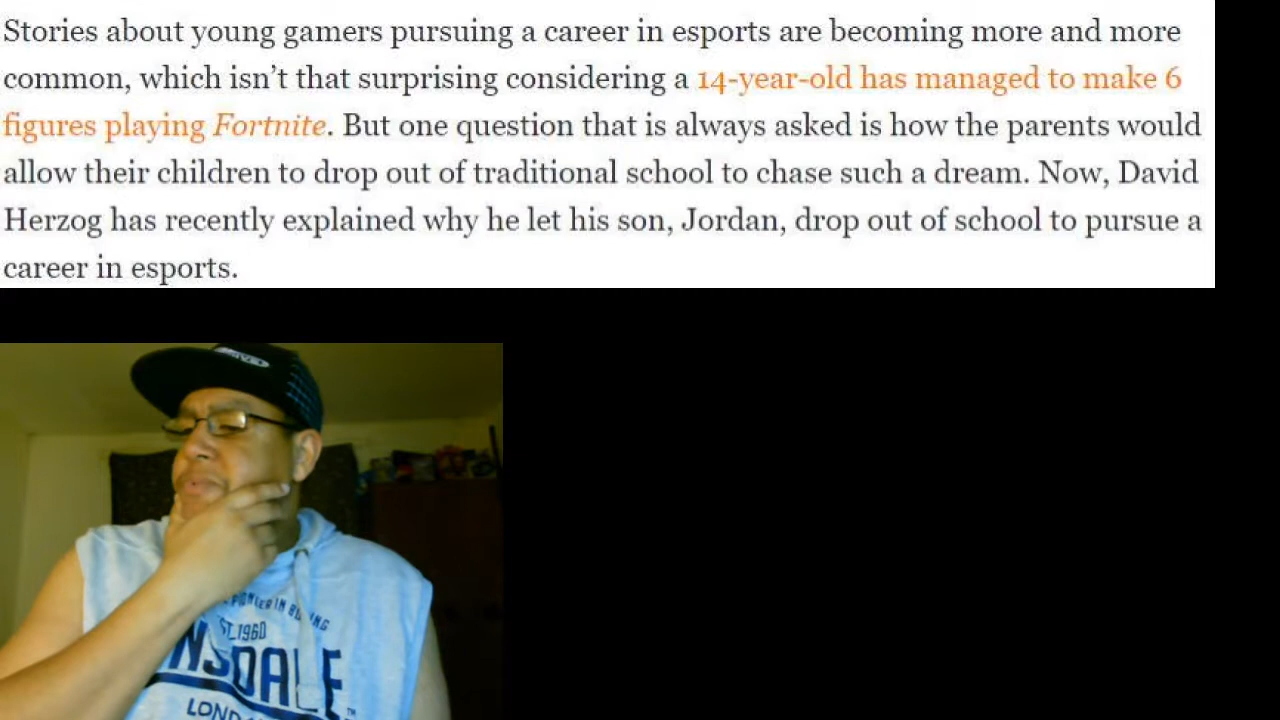 Stories about young gamers pursuing a career in esports are becoming more and more
common, which isn’t that surprising considering a 14-year-old has managed to make 6
figures playing Fortnite. But one question that is always asked is how the parents would
allow their children to drop out of traditional school to chase such a dream. Now, David
Herzog has recently explained why he let his son, Jordan, drop out of school to pursue a
career in esports.
ST.1960